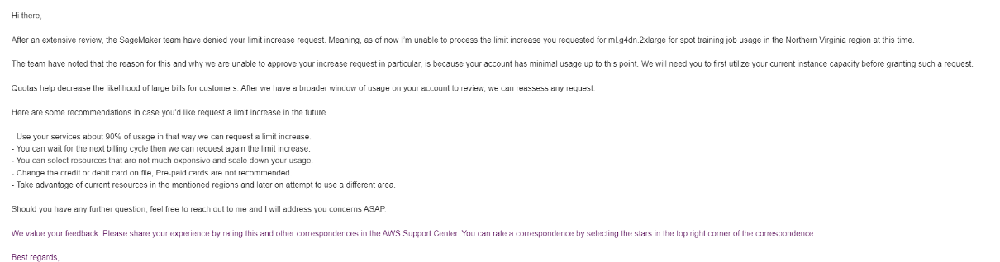 Hi there,
After an extensive review, the SageMaker team have denied your limit increase request. Meaning, as of now I'm unable to process the limit increase you requested for ml.g4dn.2xlarge for spot training job usage in the Northern Virginia region at this time.
The team have noted that the reason for this and why we are unable to approve your increase request in particular, is because your account has minimal usage up to this point. We will need you to first utilize your current instance capacity before granting such a request.
Quotas help decrease the likelihood of large bills for customers. After we have a broader window of usage on your account to review, we can reassess any request.
Here are some recommendations in case you'd like request a limit increase in the future.
- Use your services about 90% of usage in that way we can request a limit increase.
- You can wait for the next billing cycle then we can request again the limit increase.
- You can select resources that are not much expensive and scale down your usage.
- Change the credit or debit card on file, Pre-paid cards are not recommended.
- Take advantage of current resources in the mentioned regions and later on attempt to use a different area.
Should you have any further question, feel free to reach out to me and I will address you concerns ASAP.
We value your feedback. Please share your experience by rating this and other correspondences in the AWS Support Center. You can rate a correspondence by selecting the stars in the top right corner of the correspondence.
Best regards,